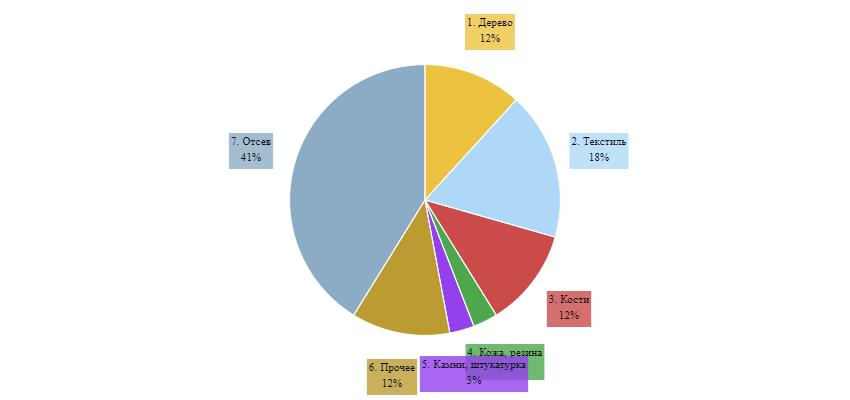 1. Дерево
12%
2. Текстиль
18%
3. Кости
12%
4. Кожа, резина
5. Камни, штукатурка
3%
6. Прочее
12%
7. Отсев
41%